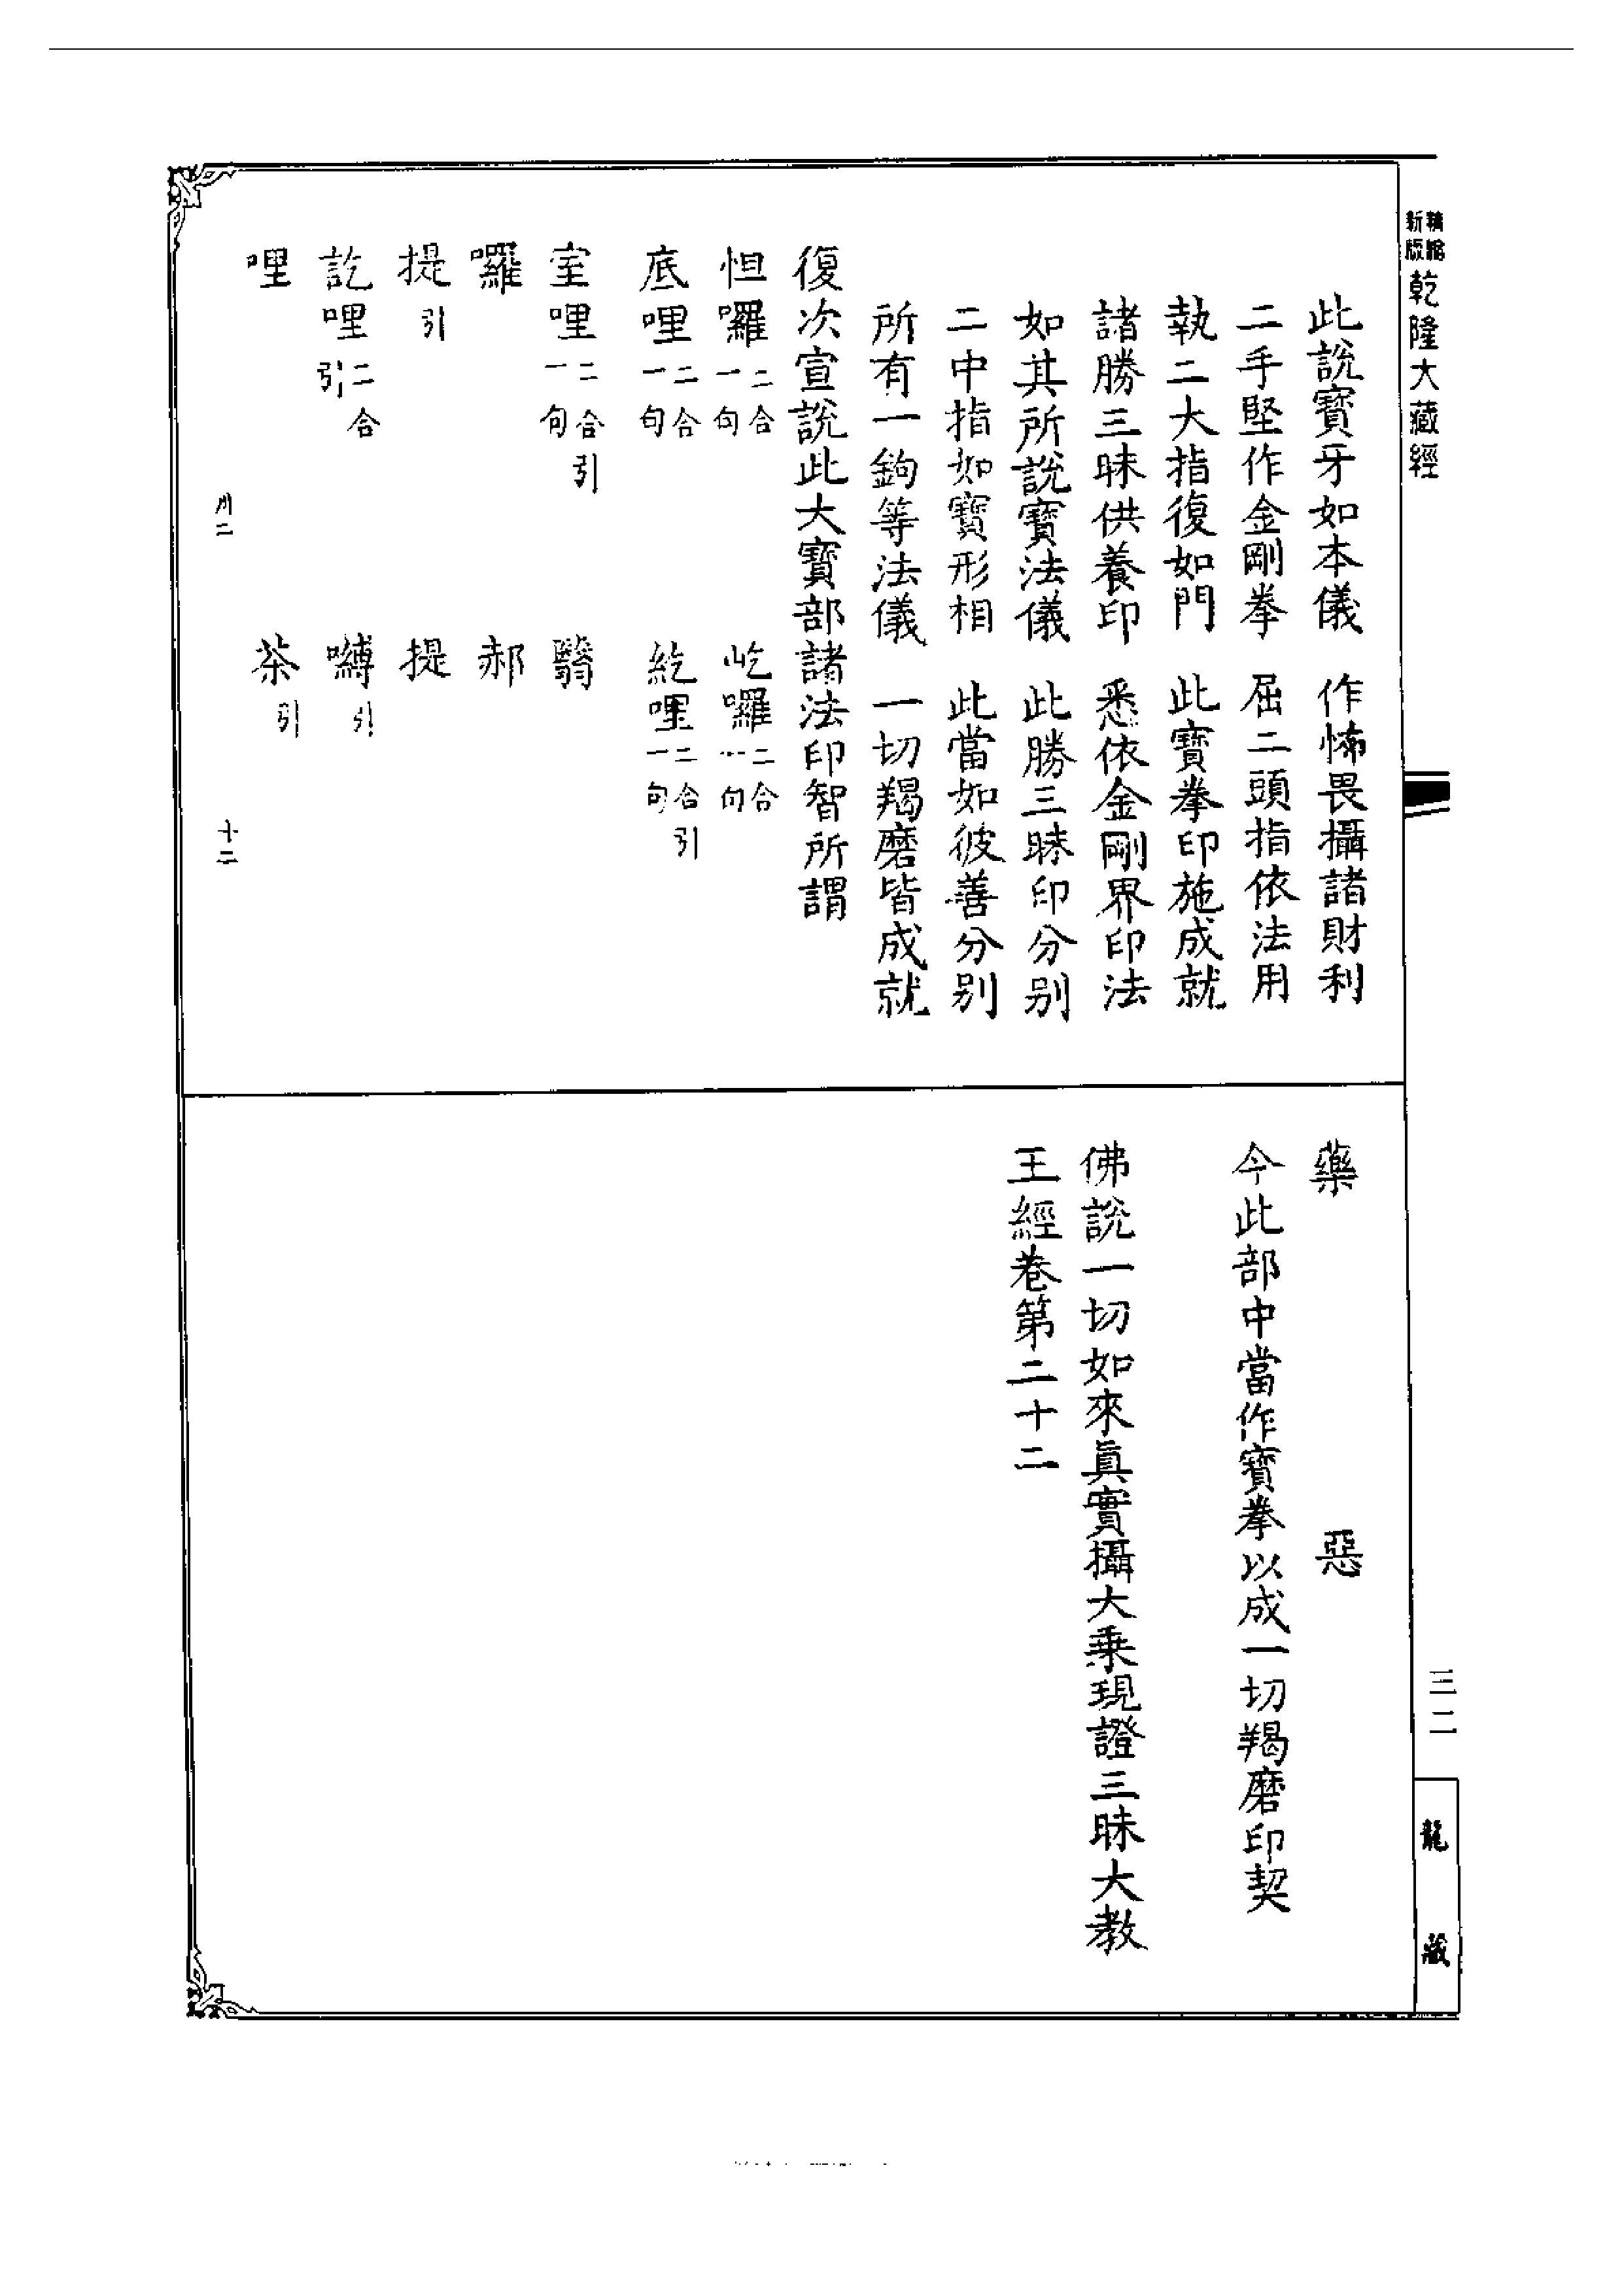 新版
精縮
乾隆大藏經
此說寶牙如本儀　作怖畏攝諸財利
二手堅作金剛拳　屈二頭指依法用
執二大指復如門　此寶拳印施成就
諸勝三昧供養印　悉依金剛界印法
如其所說寶法儀　此勝三昧印分別
二中指如寶形相　此當如彼善分別
所有一鉤等法儀　一切羯磨皆成就
復次宣說此大寶部諸法印智所謂
怛囉二合一句　屹囉二合一句
底哩二合一句　紇哩二合引一句
室哩二合引一句　翳
囉　郝
提引　提
訖哩二合引　嚩引
哩　茶引
卅二　十二
藥　惡
今此部中當作寶拳以成一切羯磨印契
佛說一切如來真實攝大乘現證三昧大教
王經卷第二十二
三二
龍藏